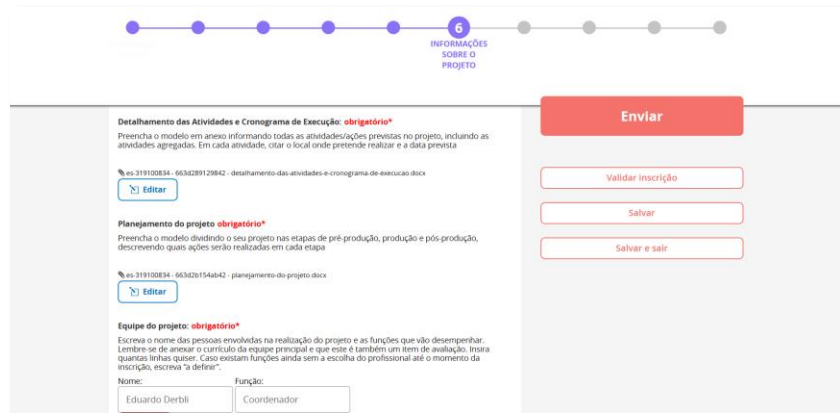 6
INFORMAÇÕES
SOBRE O
PROJETO
Detalhamento das Atividades e Cronograma de Execução: obrigatório*
Preencha o modelo em anexo informando todas as atividades/ações previstas no projeto, incluindo as
atividades agregadas. Em cada atividade, citar o local onde pretende realizar e a data prevista
es-319100834 - 663d289129842 - detalhamento-das-atividades-e-cronograma-de-execucao.docx
Editar
Planejamento do projeto obrigatório*
Preencha o modelo dividindo o seu projeto nas etapas de pré-produção, produção e pós-produção,
descrevendo quais ações serão realizadas em cada etapa
es-319100834 - 663d2b154ab42 - planejamento-do-projeto.docx
Editar
Equipe do projeto: obrigatório*
Escreva o nome das pessoas envolvidas na realização do projeto e as funções que vão desempenhar.
Lembre-se de anexar o currículo da equipe principal e que este é também um item de avaliação. Insira
quantas linhas quiser. Caso existam funções ainda sem a escolha do profissional até o momento da
inscrição, escreva "a definir".
Nome: Função:
Eduardo Derbli Coordenador
Enviar
Validar inscrição
Salvar
Salvar e sair